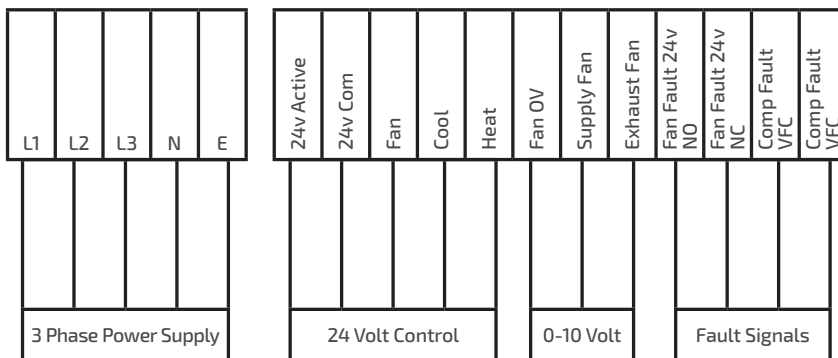 L1
L2
L3
N
E
24v Active
24v Com
Fan
Cool
Heat
Fan OV
Supply Fan
Exhaust Fan
Fan Fault 24v
NO
Fan Fault 24v
NC
Comp Fault
VFC
Comp Fault
VFC
3 Phase Power Supply
24 Volt Control
0-10 Volt
Fault Signals